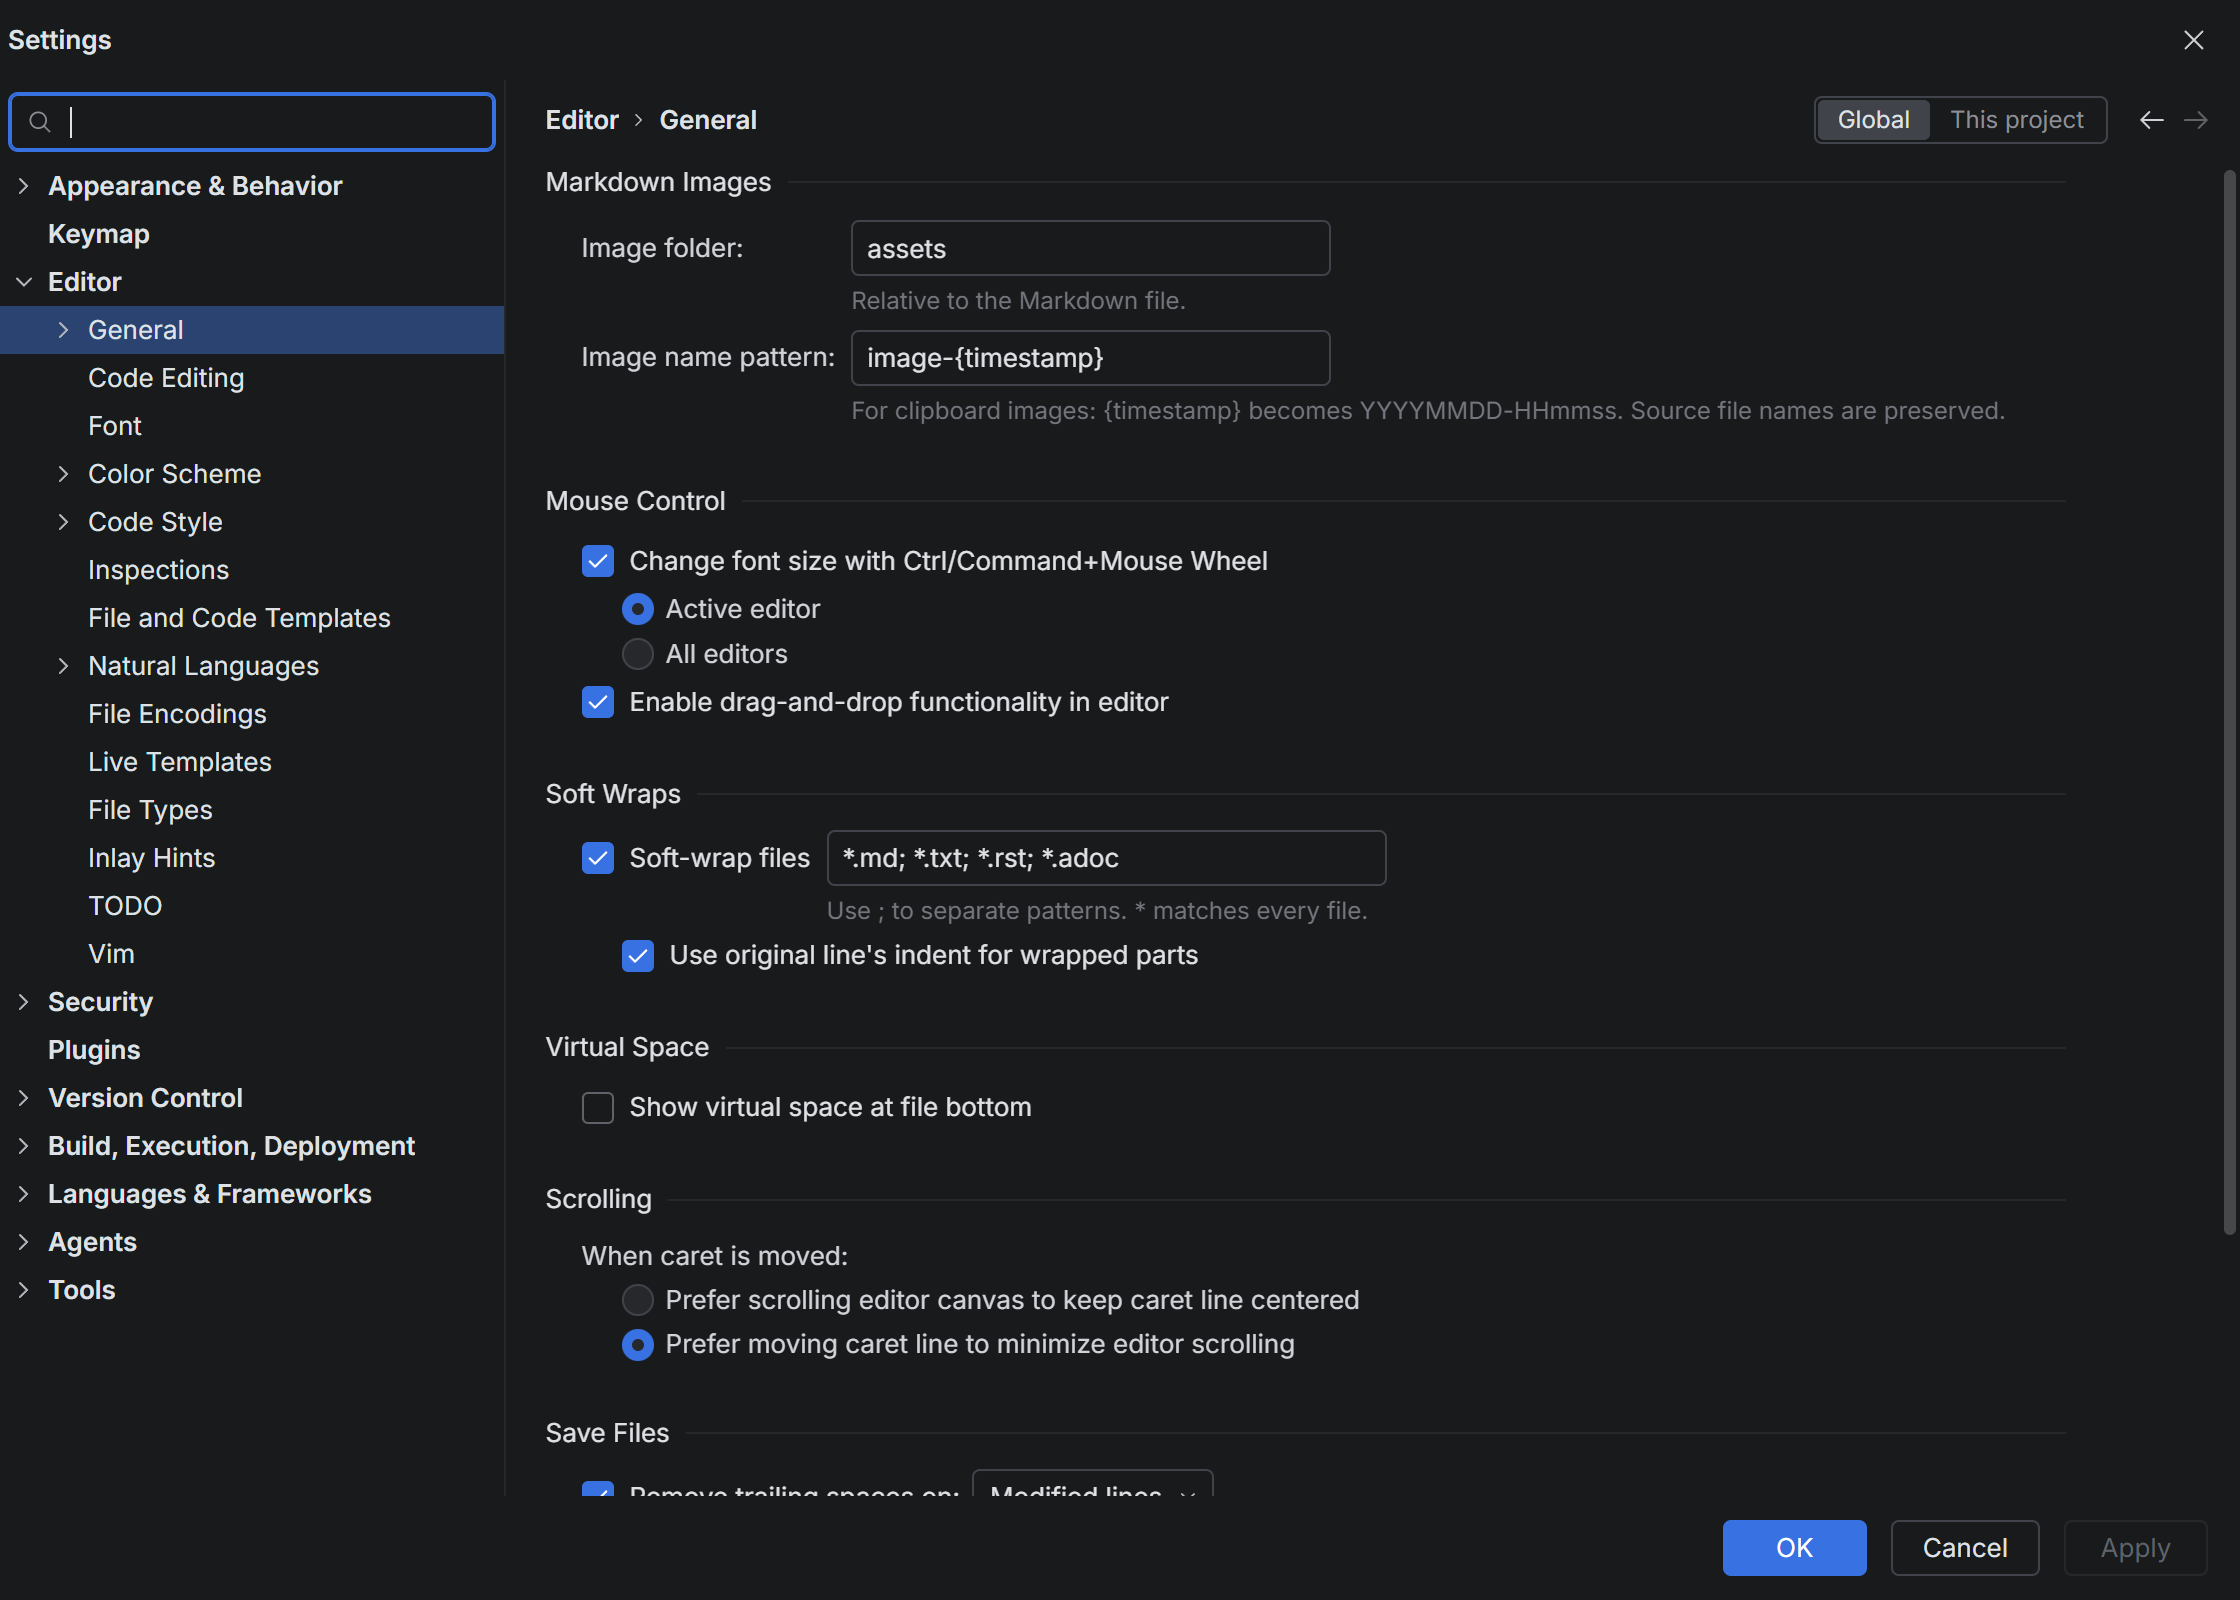 Settings
Appearance & Behavior
Keymap
Editor
General
Code Editing
Font
Color Scheme
Code Style
Inspections
File and Code Templates
Natural Languages
File Encodings
Live Templates
File Types
Inlay Hints
TODO
Vim
Security
Plugins
Version Control
Build, Execution, Deployment
Languages & Frameworks
Agents
Tools
Editor › General
Global This project
Markdown Images
Image folder: assets
Relative to the Markdown file.
Image name pattern: image-{timestamp}
For clipboard images: {timestamp} becomes YYYYMMDD-HHmmss. Source file names are preserved.
Mouse Control
Change font size with Ctrl/Command+Mouse Wheel
Active editor
All editors
Enable drag-and-drop functionality in editor
Soft Wraps
Soft-wrap files *.md; *.txt; *.rst; *.adoc
Use ; to separate patterns. * matches every file.
Use original line's indent for wrapped parts
Virtual Space
Show virtual space at file bottom
Scrolling
When caret is moved:
Prefer scrolling editor canvas to keep caret line centered
Prefer moving caret line to minimize editor scrolling
Save Files
Remove trailing spaces on: Modified lines
OK Cancel Apply